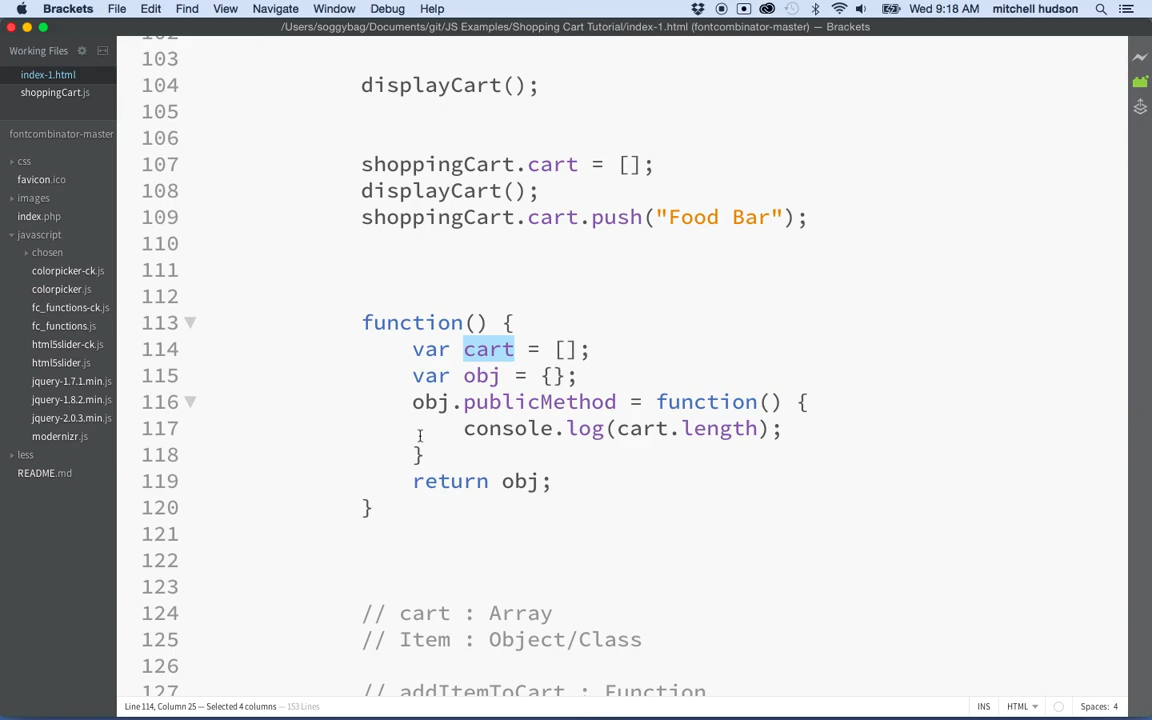 Brackets File Edit View Navigate Window Debug Help Wed 9:18 AM mitchell hudson
/Users/soggybag/Documents/git/JS Examples/Shopping Cart Tutorial/index-1.html (fontcombinator-master) — Brackets
Working Files
index-1.html
shoppingCart.js
fontcombinator-master
css
favicon.ico
images
index.php
javascript
chosen
colorpicker-ck.js
colorpicker.js
fc_functions-ck.js
fc_functions.js
html5slider-ck.js
html5slider.js
jquery-1.7.1.min.js
jquery-1.8.2.min.js
jquery-2.0.3.min.js
modernizr.js
less
README.md
102
103
104 displayCart();
105
106
107 shoppingCart.cart = [];
108 displayCart();
109 shoppingCart.cart.push("Food Bar");
110
111
112
113 function() {
114 var cart = [];
115 var obj = {};
116 obj.publicMethod = function() {
117 console.log(cart.length);
118 }
119 return obj;
120 }
121
122
123
124 // cart : Array
125 // Item : Object/Class
126
127 // addItemToCart : Function
Line 114, Column 25 — Selected 4 columns — 153 Lines INS HTML Spaces: 4